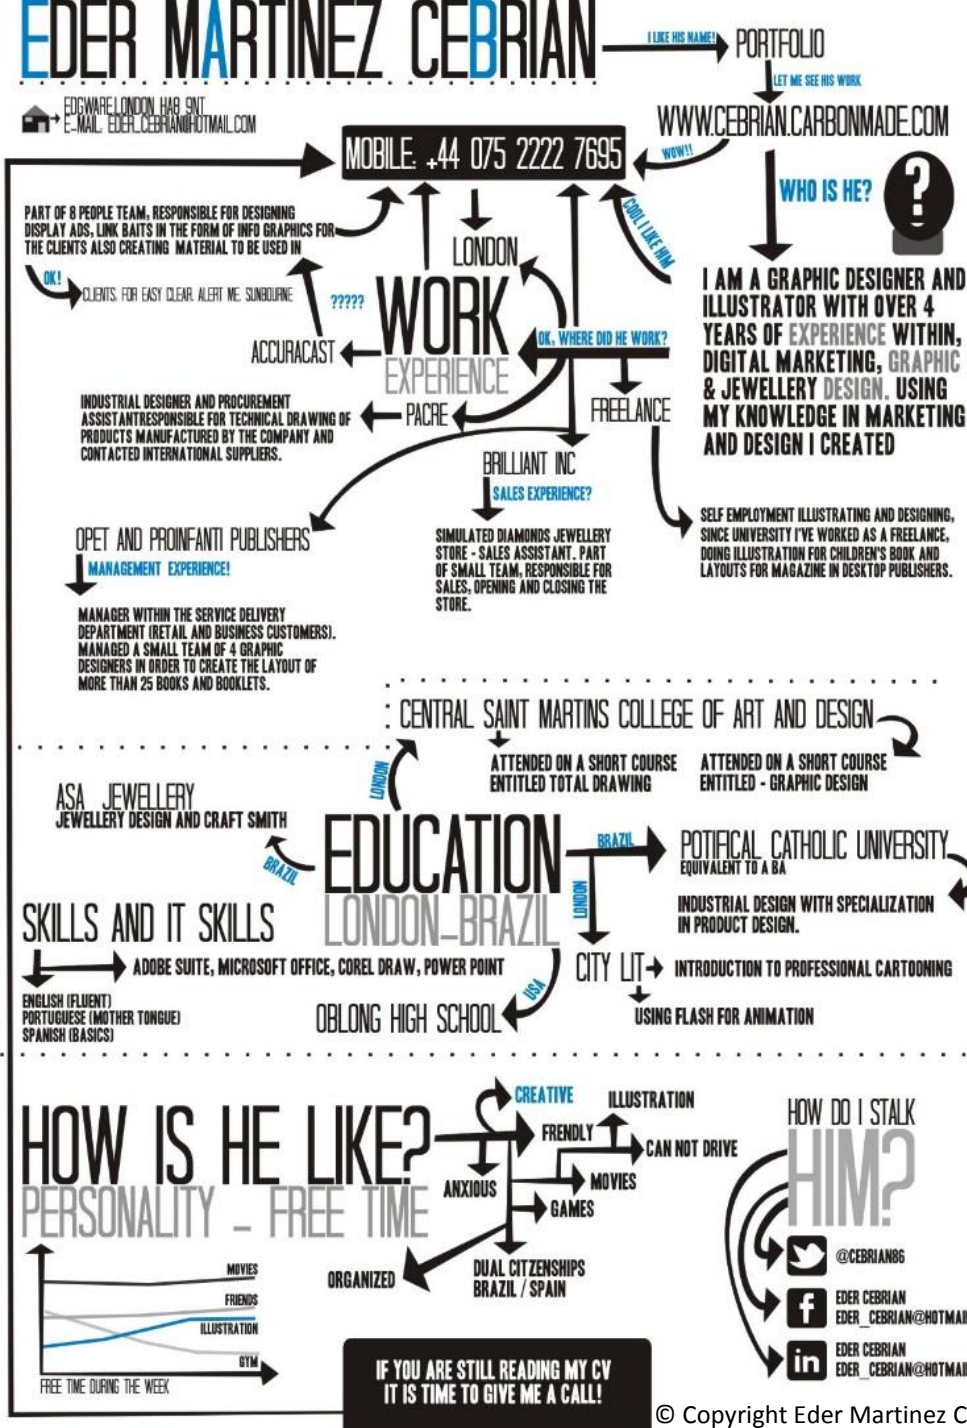 EDER MARTINEZ CEBRIAN
I LIKE HIS NAME!
PORTFOLIO
LET ME SEE HIS WORK
WWW.CEBRIAN.CARBONMADE.COM
EDGWARE,LONDON, HA8 9NT
E-MAIL: EDER_CEBRIAN@HOTMAIL.COM
MOBILE: +44 075 2222 7695
WOW!!
WHO IS HE?
?
PART OF 8 PEOPLE TEAM, RESPONSIBLE FOR DESIGNING
DISPLAY ADS, LINK BAITS IN THE FORM OF INFO GRAPHICS FOR
THE CLIENTS ALSO CREATING MATERIAL TO BE USED IN
OK!
CLIENTS. FOR EASY CLEAR. ALERT ME. SUNBOURNE
?????
LONDON
COOL I LIKE HIM
WORK
EXPERIENCE
OK, WHERE DID HE WORK?
ACCURACAST
I AM A GRAPHIC DESIGNER AND
ILLUSTRATOR WITH OVER 4
YEARS OF EXPERIENCE WITHIN,
DIGITAL MARKETING, GRAPHIC
& JEWELLERY DESIGN. USING
MY KNOWLEDGE IN MARKETING
AND DESIGN I CREATED
INDUSTRIAL DESIGNER AND PROCUREMENT
ASSISTANTRESPONSIBLE FOR TECHNICAL DRAWING OF
PRODUCTS MANUFACTURED BY THE COMPANY AND
CONTACTED INTERNATIONAL SUPPLIERS.
PACRE
FREELANCE
BRILLIANT INC
SALES EXPERIENCE?
SIMULATED DIAMONDS JEWELLERY
STORE - SALES ASSISTANT. PART
OF SMALL TEAM, RESPONSIBLE FOR
SALES, OPENING AND CLOSING THE
STORE.
SELF EMPLOYMENT ILLUSTRATING AND DESIGNING,
SINCE UNIVERSITY I'VE WORKED AS A FREELANCE,
DOING ILLUSTRATION FOR CHILDREN'S BOOK AND
LAYOUTS FOR MAGAZINE IN DESKTOP PUBLISHERS.
OPET AND PROINFANTI PUBLISHERS
MANAGEMENT EXPERIENCE!
MANAGER WITHIN THE SERVICE DELIVERY
DEPARTMENT (RETAIL AND BUSINESS CUSTOMERS).
MANAGED A SMALL TEAM OF 4 GRAPHIC
DESIGNERS IN ORDER TO CREATE THE LAYOUT OF
MORE THAN 25 BOOKS AND BOOKLETS.
CENTRAL SAINT MARTINS COLLEGE OF ART AND DESIGN
ATTENDED ON A SHORT COURSE
ENTITLED TOTAL DRAWING
ATTENDED ON A SHORT COURSE
ENTITLED - GRAPHIC DESIGN
LONDON
ASA JEWELLERY
JEWELLERY DESIGN AND CRAFT SMITH
BRAZIL
EDUCATION
LONDON-BRAZIL
BRAZIL
LONDON
POTIFICAL CATHOLIC UNIVERSITY
EQUIVALENT TO A BA
INDUSTRIAL DESIGN WITH SPECIALIZATION
IN PRODUCT DESIGN.
SKILLS AND IT SKILLS
ADOBE SUITE, MICROSOFT OFFICE, COREL DRAW, POWER POINT
ENGLISH (FLUENT)
PORTUGUESE (MOTHER TONGUE)
SPANISH (BASICS)
USA
OBLONG HIGH SCHOOL
CITY LIT
INTRODUCTION TO PROFESSIONAL CARTOONING
USING FLASH FOR ANIMATION
HOW IS HE LIKE?
PERSONALITY - FREE TIME
CREATIVE
ILLUSTRATION
FRENDLY
CAN NOT DRIVE
ANXIOUS
MOVIES
GAMES
ORGANIZED
DUAL CITZENSHIPS
BRAZIL / SPAIN
HOW DO I STALK
HIM?
@CEBRIAN86
EDER CEBRIAN
EDER_CEBRIAN@HOTMAIL
EDER CEBRIAN
EDER_CEBRIAN@HOTMAIL
MOVIES
FRIENDS
ILLUSTRATION
GYM
FREE TIME DURING THE WEEK
IF YOU ARE STILL READING MY CV
IT IS TIME TO GIVE ME A CALL!
© Copyright Eder Martinez C